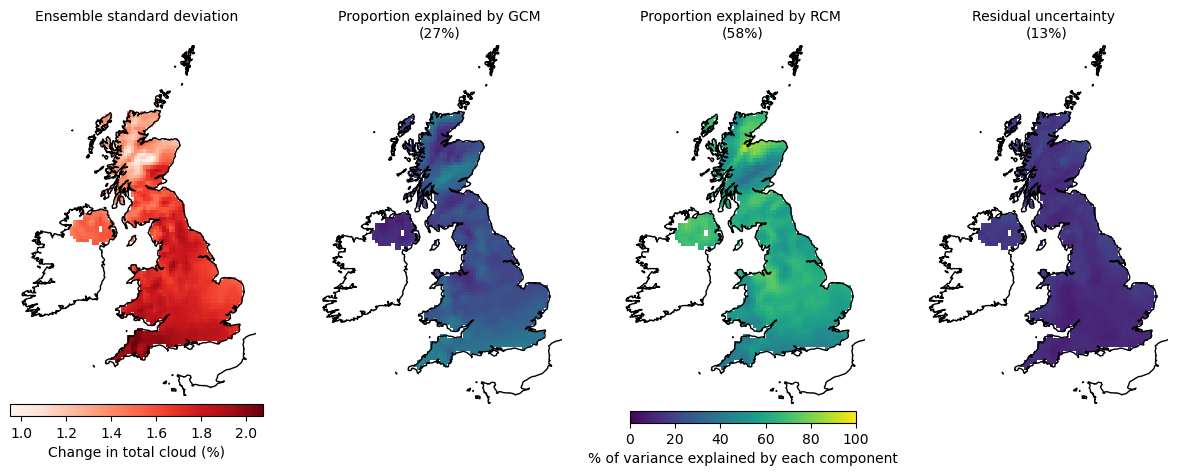 Ensemble standard deviation
Proportion explained by GCM
(27%)
Proportion explained by RCM
(58%)
Residual uncertainty
(13%)
1.0 1.2 1.4 1.6 1.8 2.0
Change in total cloud (%)
0 20 40 60 80 100
% of variance explained by each component